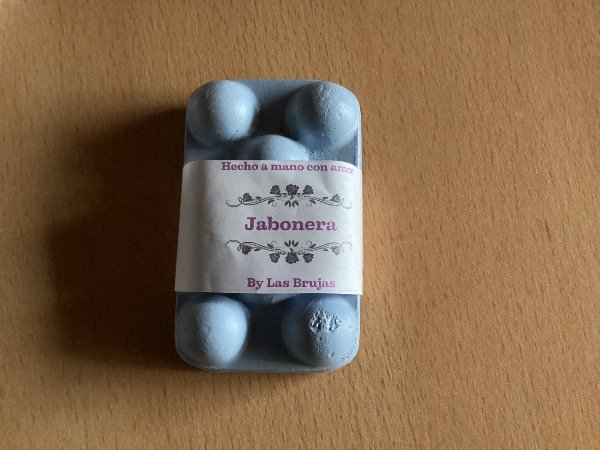 Hecho a mano con amor
Jabonera
By Las Brujas